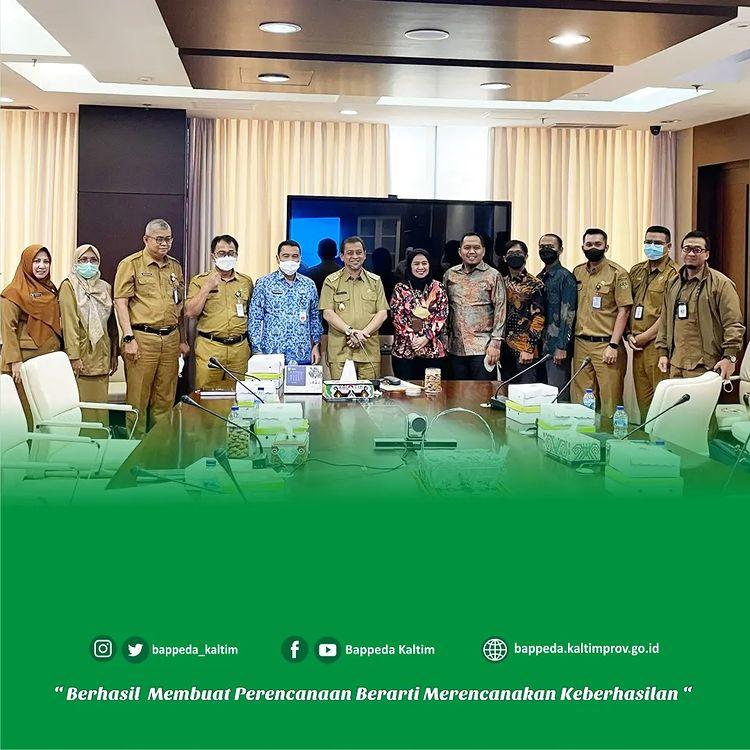 bappeda_kaltim
Bappeda Kaltim
bappeda.kaltimprov.go.id
“ Berhasil Membuat Perencanaan Berarti Merencanakan Keberhasilan “